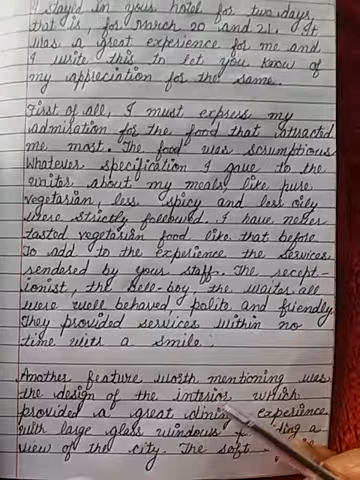 I stayed in your hotel for two days
that is, for March 20 and 21. It
was a great experience for me and
I write this to let you know of
my appreciation for the same.
First of all, I must express my
admiration for the food that attracted
me most. The food was scrumptious
Whatever specification I gave to the
waiter about my meals like pure
vegetarian, less spicy and less oily
were strictly followed. I have never
tasted vegetarian food like that before.
To add to the experience the services
rendered by your staff. The recept-
ionist, the bell-boy, the waiter all
were well behaved, polite and friendly
They provided services within no
time with a smile.
Another feature worth mentioning was
the design of the interior which
provided a great dining experience
with large glass windows a
view of the city. The soft